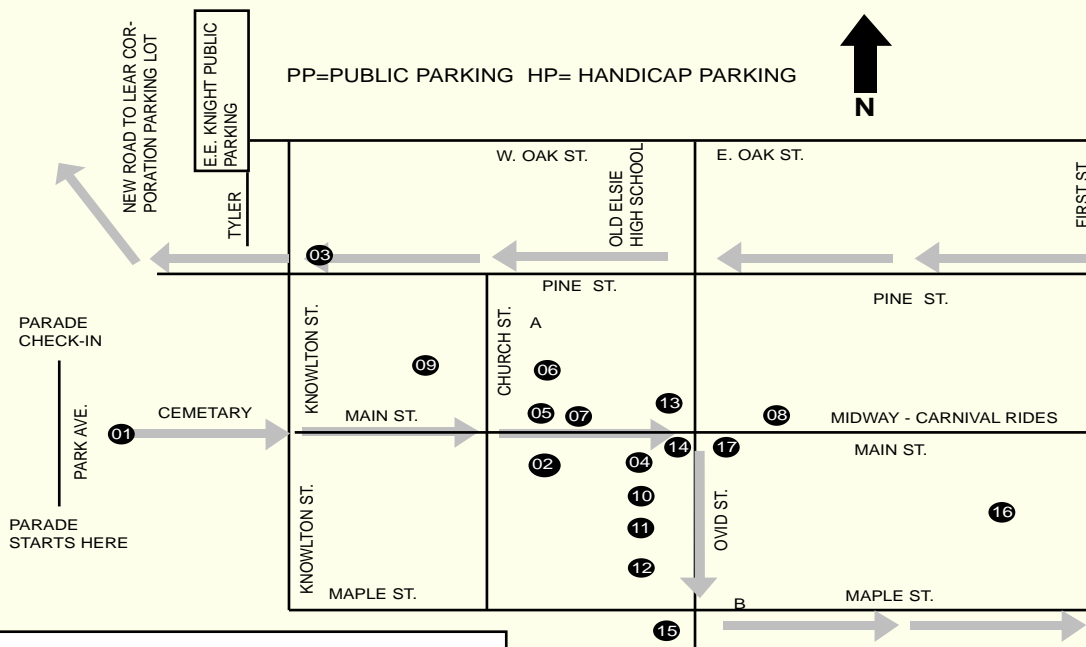 NEW ROAD TO LEAR COR-
PORATION PARKING LOT
E.E. KNIGHT PUBLIC
PARKING
PP=PUBLIC PARKING HP= HANDICAP PARKING
N
W. OAK ST.
E. OAK ST.
TYLER
OLD ELSIE
HIGH SCHOOL
FIRST ST.
03
PINE ST.
PINE ST.
PARADE
CHECK-IN
KNOWLTON ST.
CHURCH ST.
A
09
06
CEMETARY
MAIN ST.
05
07
13
08
MIDWAY - CARNIVAL RIDES
01
PARK AVE.
14
17
MAIN ST.
02
04
10
16
PARADE
STARTS HERE
KNOWLTON ST.
11
OVID ST.
12
MAPLE ST.
B
MAPLE ST.
15